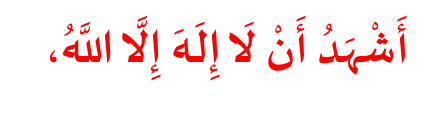 أَشْهَدُ أَنْ لَا إِلَهَ إِلَّا اللَّهُ،